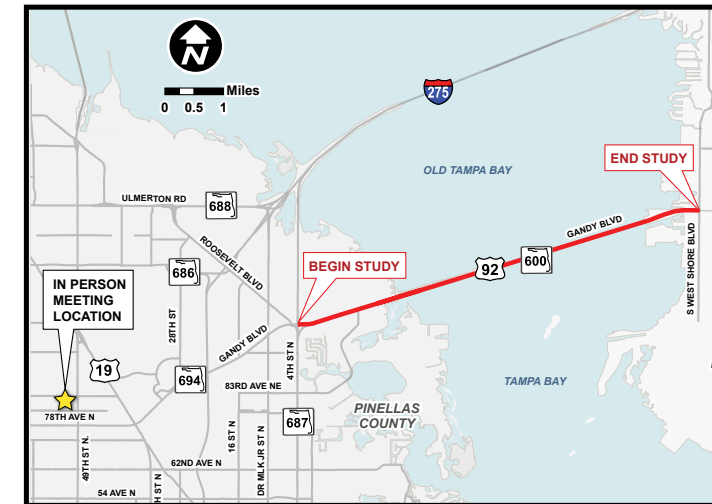 N
Miles
0 0.5 1
275
OLD TAMPA BAY
END STUDY
ULMERTON RD
688
ROOSEVELT BLVD
GANDY BLVD
S WEST SHORE BLVD
600
92
BEGIN STUDY
686
IN PERSON
MEETING
LOCATION
28TH ST
GANDY BLVD
4TH ST N
19
694
83RD AVE NE
TAMPA BAY
PINELLAS
COUNTY
78TH AVE N
687
16 ST N
DR MLK JR ST N
49TH ST N.
62ND AVE N
54 AVE N